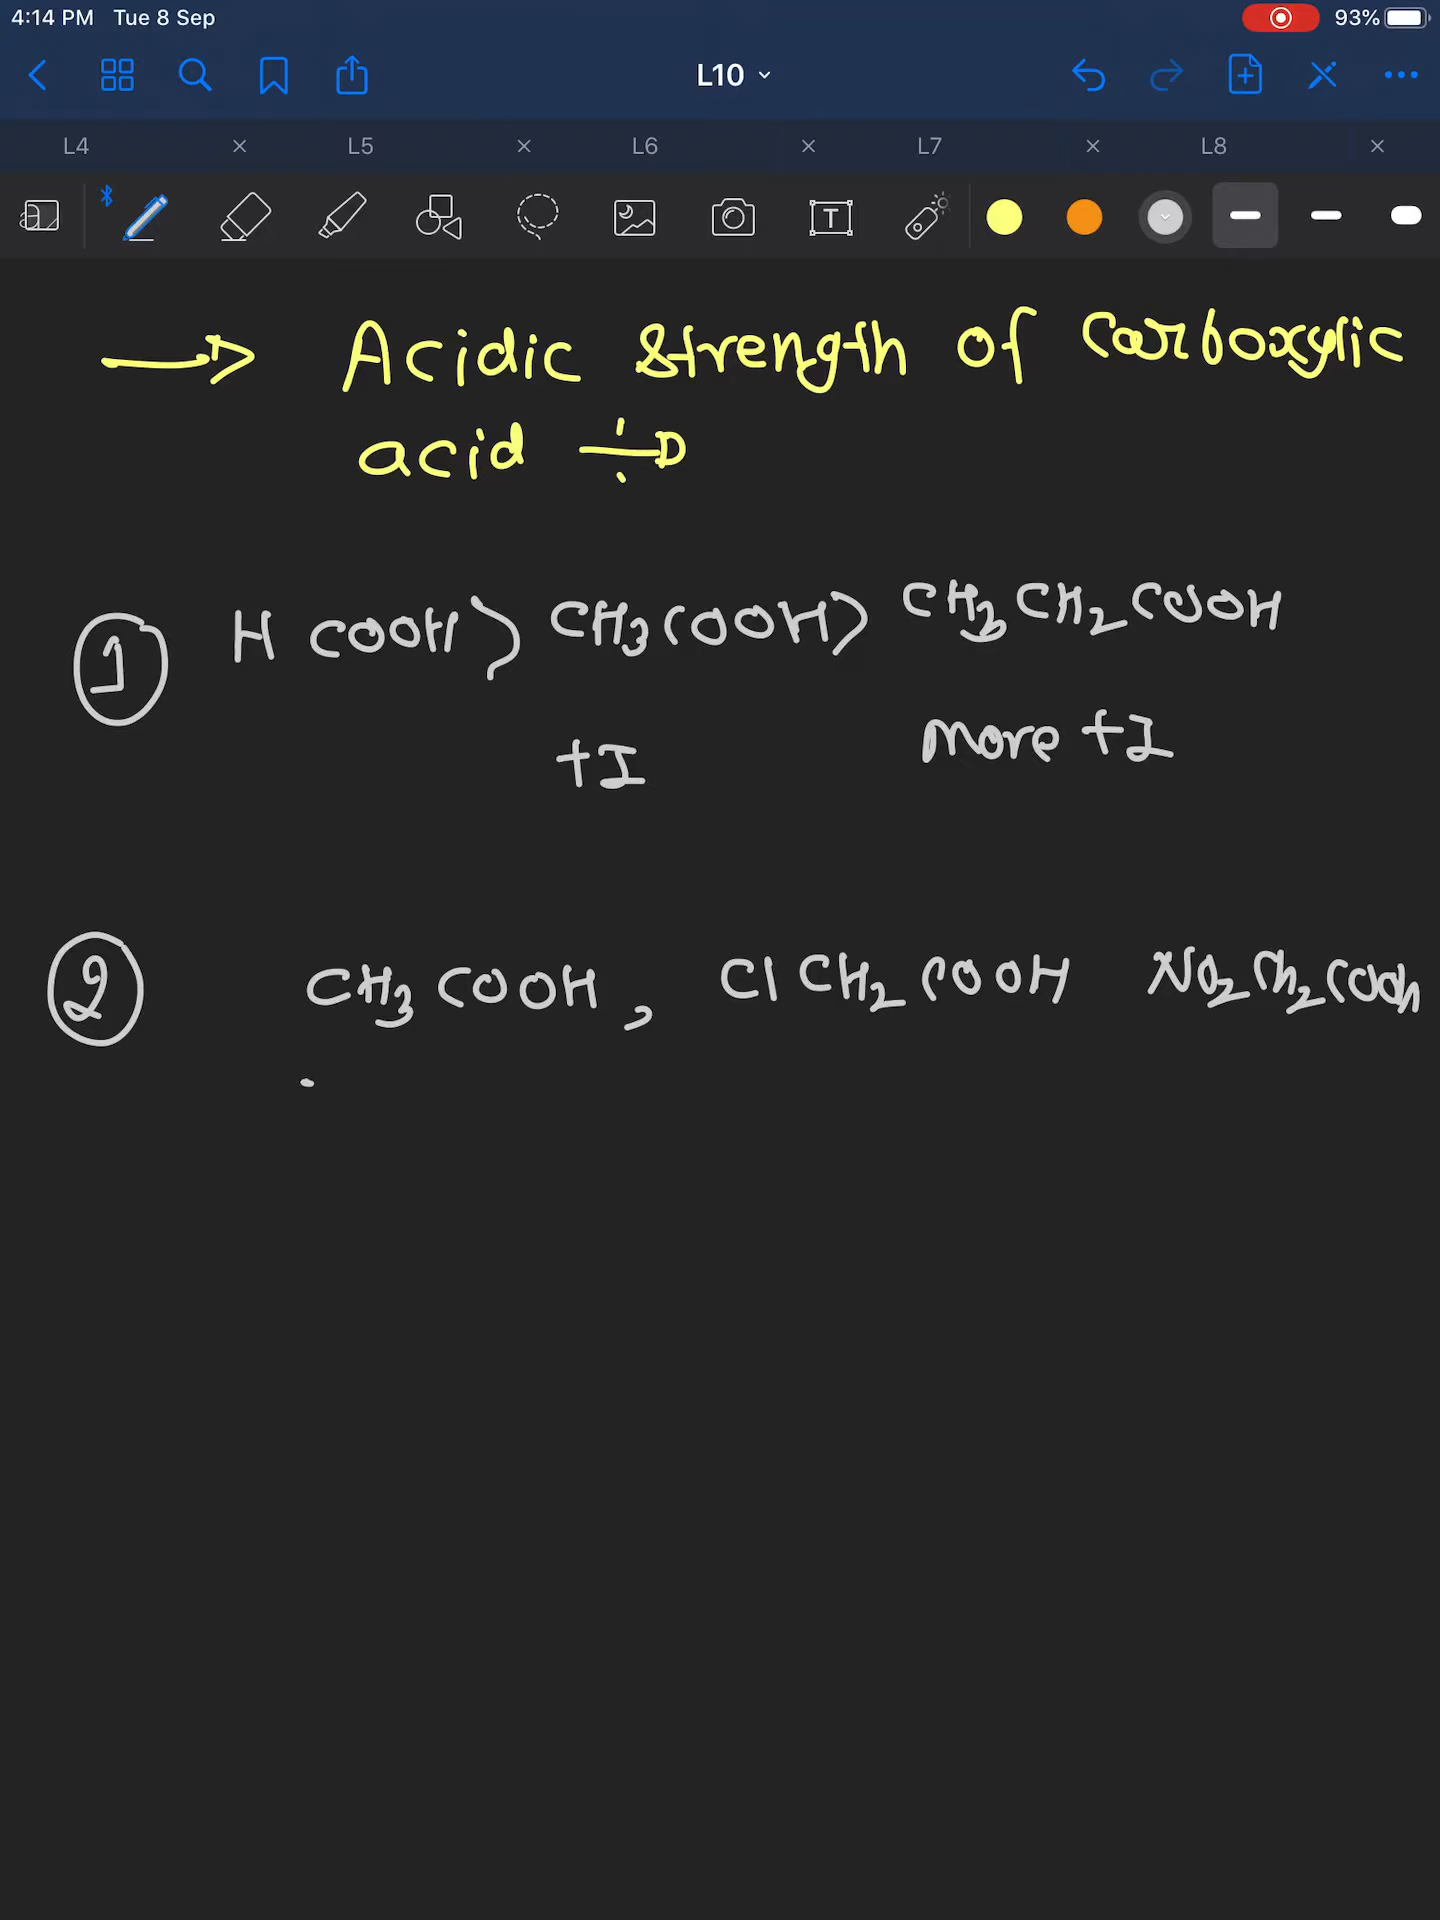 4:14 PM Tue 8 Sep 93%
L10
L4 × L5 × L6 × L7 × L8 ×
T
→ Acidic Strength of Carboxylic
acid ÷
① HCOOH > CH₃COOH > CH₃CH₂COOH
+I more +I
② CH₃COOH, ClCH₂COOH NO₂CH₂COOH